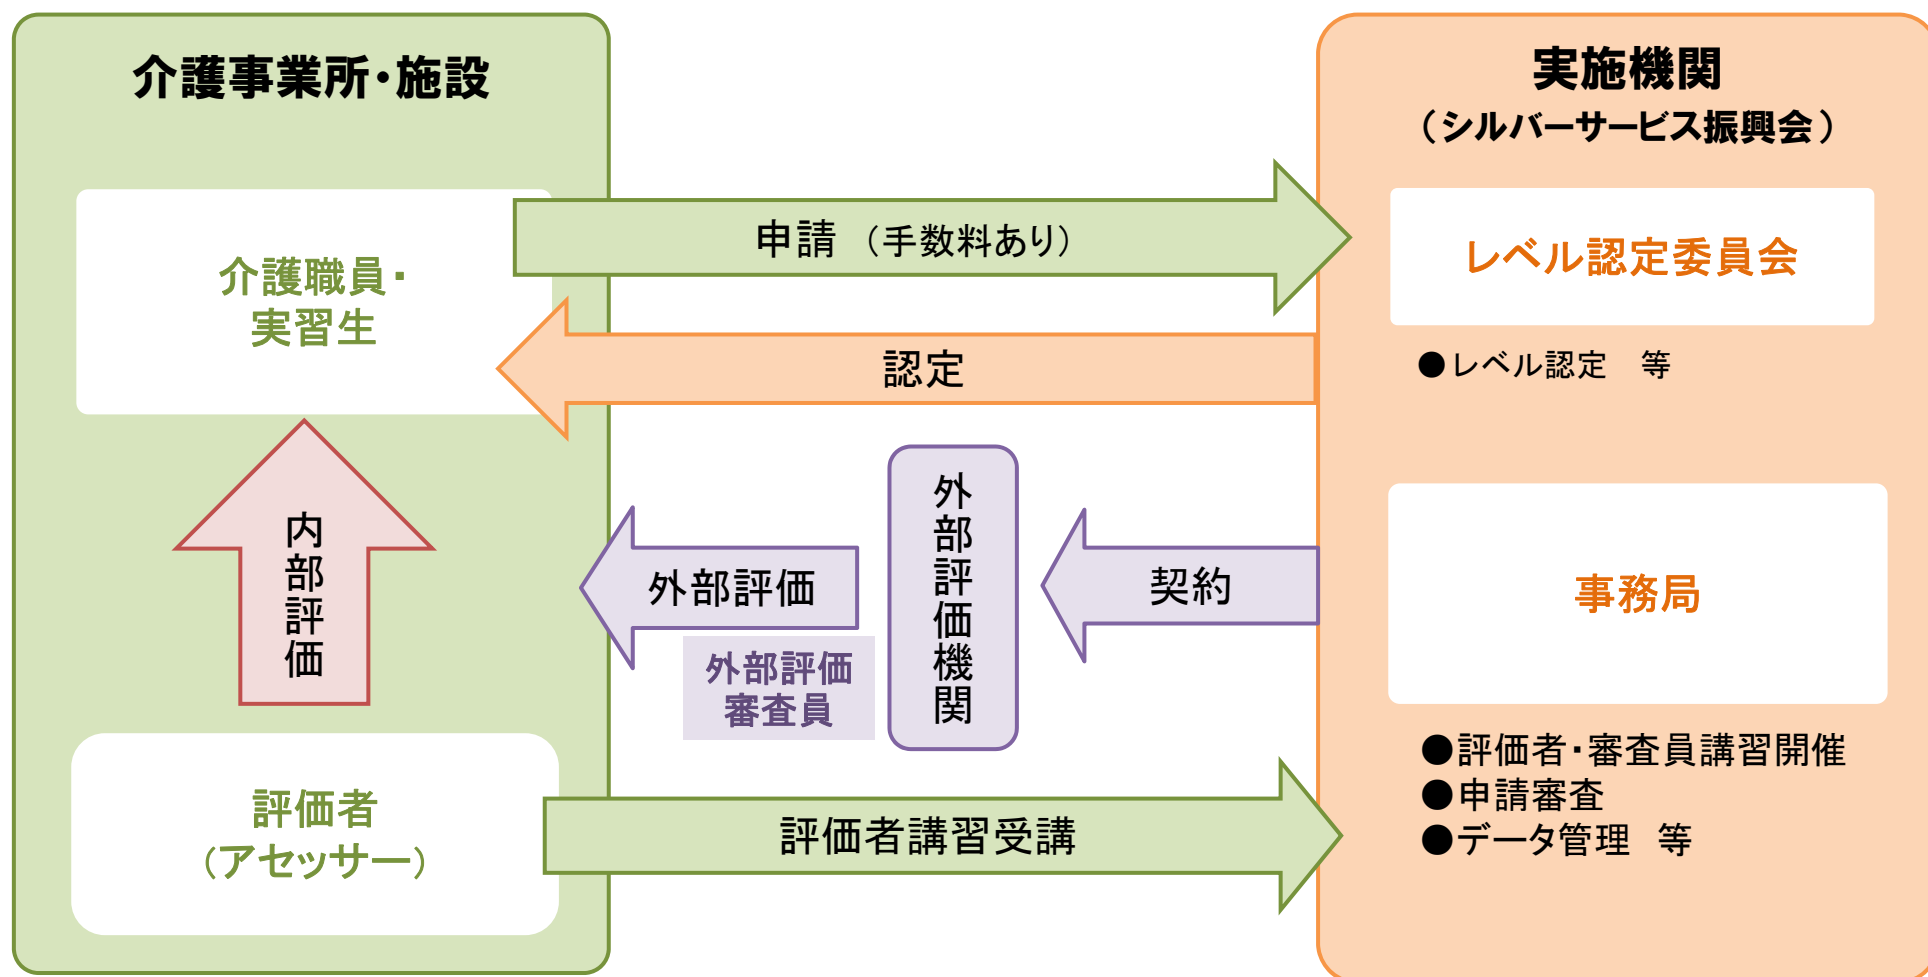 介護事業所・施設
介護職員・
実習生
内部評価
評価者
(アセッサー)
申請 (手数料あり)
認定
外部評価
外部評価
審査員
外部評価機関
契約
評価者講習受講
実施機関
(シルバーサービス振興会)
レベル認定委員会
●レベル認定 等
事務局
●評価者・審査員講習開催
●申請審査
●データ管理 等